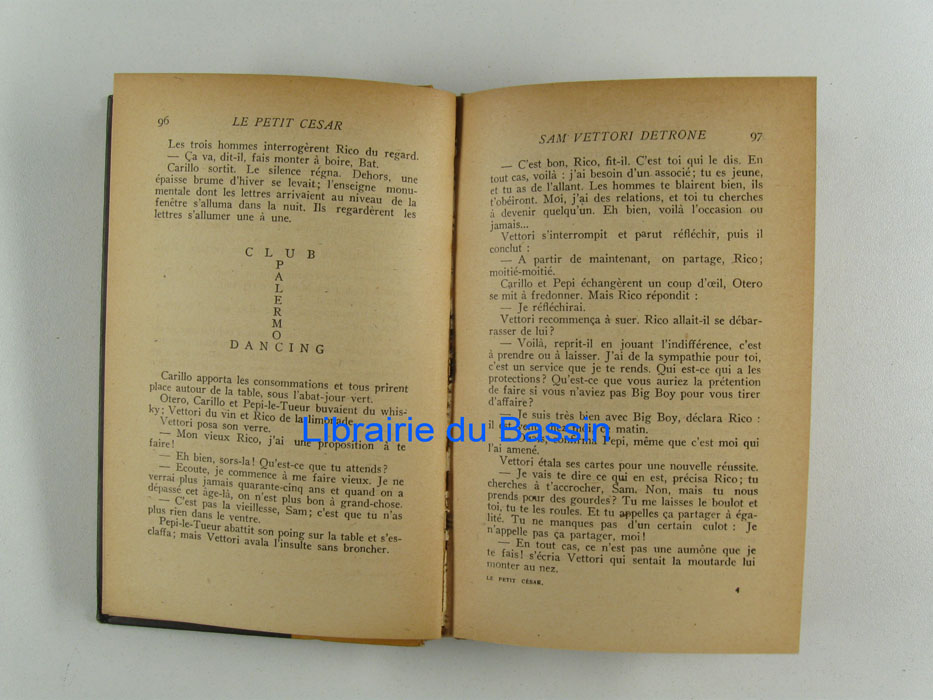 96 LE PETIT CESAR
Les trois hommes interrogèrent Rico du regard.
— Ça va, dit-il, fais monter à boire, Bat.
Carillo sortit. Le silence régna. Dehors, une
épaisse brume d'hiver se levait; l'enseigne monu-
mentale dont les lettres arrivaient au niveau de la
fenêtre s'alluma dans la nuit. Ils regardèrent les
lettres s'allumer une à une.
C L U B
P
A
L
E
R
M
O
D A N C I N G
Carillo apporta les consommations et tous prirent
place autour de la table, sous l'abat-jour vert.
Otero, Carillo et Pepi-le-Tueur buvaient du whis-
ky; Vettori du vin et Rico de la limonade.
Vettori posa son verre.
— Mon vieux Rico, j'ai une proposition à te
faire!
— Eh bien, sors-la! Qu'est-ce que tu attends?
— Ecoute, je commence à me faire vieux. Je ne
verrai plus jamais quarante-cinq ans et quand on a
dépassé cet âge-là, on n'est plus bon à grand-chose.
— C'est pas la vieillesse, Sam; c'est que tu n'as
plus rien dans le ventre.
Pepi-le-Tueur abattit son poing sur la table et s'es-
claffa; mais Vettori avala l'insulte sans broncher.
SAM VETTORI DETRONE 97
— C'est bon, Rico, fit-il. C'est toi qui le dis. En
tout cas, voilà : j'ai besoin d'un associé; tu es jeune,
et tu as de l'allant. Les hommes te blairent bien, ils
t'obéiront. Moi, j'ai des relations, et toi tu cherches
à devenir quelqu'un. Eh bien, voilà l'occasion ou
jamais...
Vettori s'interrompit et parut réfléchir, puis il
conclut :
— A partir de maintenant, on partage, Rico;
moitié-moitié.
Carillo et Pepi échangèrent un coup d'œil, Otero
se mit à fredonner. Mais Rico répondit :
— Je réfléchirai.
Vettori recommença à suer. Rico allait-il se débar-
rasser de lui?
— Voilà, reprit-il en jouant l'indifférence, c'est
à prendre ou à laisser. J'ai de la sympathie pour toi,
c'est un service que je te rends. Qui est-ce qui a les
protections? Qu'est-ce que vous auriez la prétention
de faire si vous n'aviez pas Big Boy pour vous tirer
d'affaire?
— Je suis très bien avec Big Boy, déclara Rico :
il est venu chez moi ce matin.
Pepi, même que c'est moi qui
l'ai amené.
Vettori étala ses cartes pour une nouvelle réussite.
— Je vais te dire ce qui en est, précisa Rico; tu
cherches à t'accrocher, Sam. Non, mais tu nous
prends pour des gourdes? Tu me laisses le boulot et
toi, tu te les roules. Et tu appelles ça partager à éga-
lité. Tu ne manques pas d'un certain culot : Je
n'appelle pas ça partager, moi!
— En tout cas, ce n'est pas une aumône que je
te fais! s'écria Vettori qui sentait la moutarde lui
monter au nez.
LE PETIT CÉSAR. 4
Librairie du Bassin